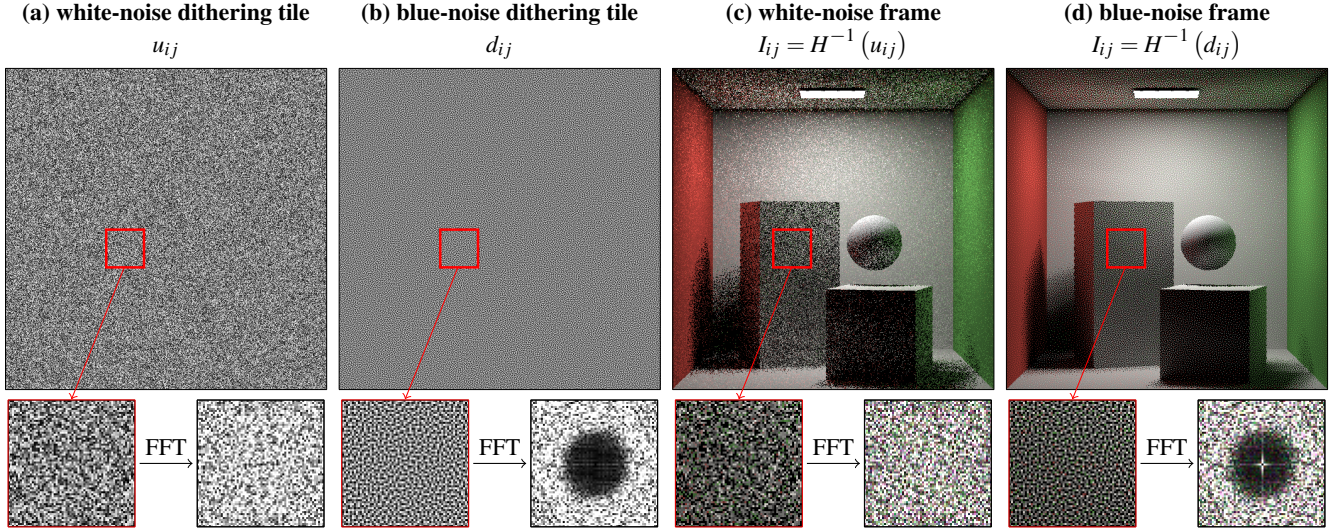 (a) white-noise dithering tile
u_{ij}
(b) blue-noise dithering tile
d_{ij}
(c) white-noise frame
I_{ij} = H^{-1} (u_{ij})
(d) blue-noise frame
I_{ij} = H^{-1} (d_{ij})
FFT
FFT
FFT
FFT